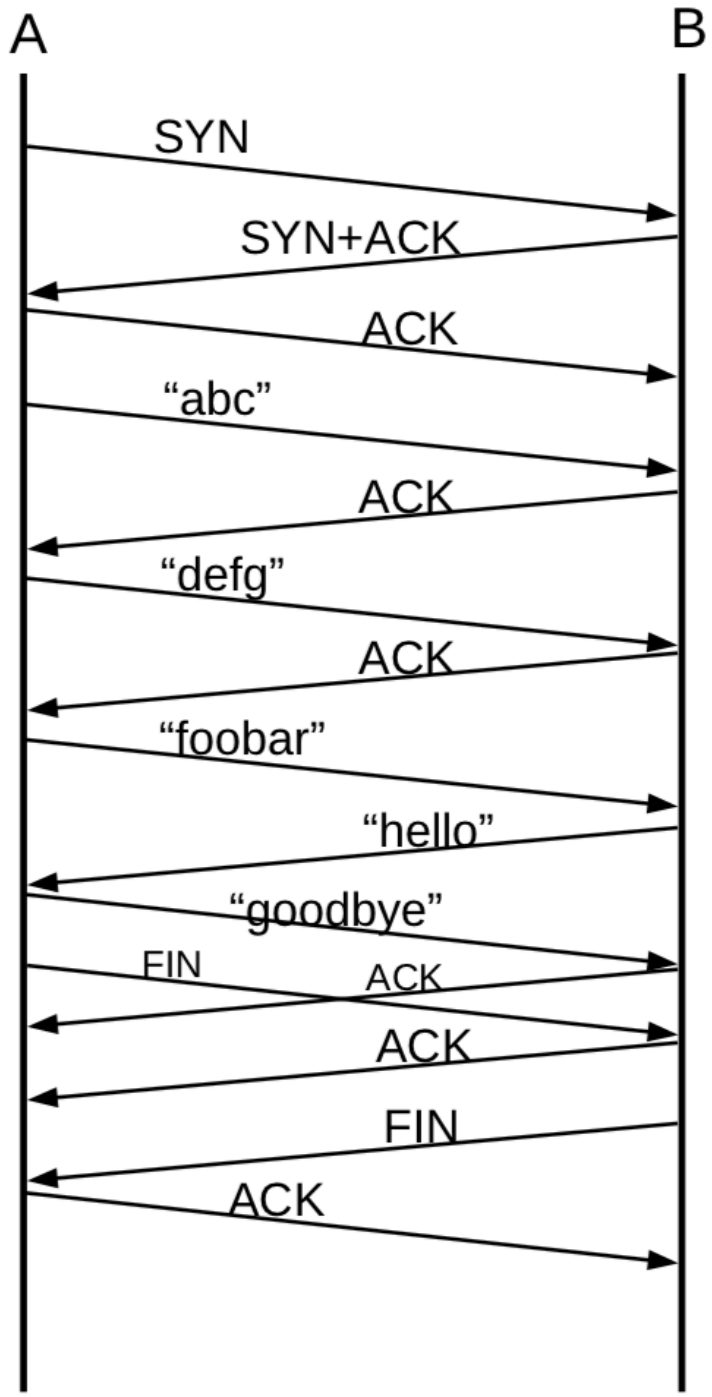 A B
SYN
SYN+ACK
ACK
“abc”
ACK
“defg”
ACK
“foobar”
“hello”
“goodbye”
FIN
ACK
ACK
FIN
ACK